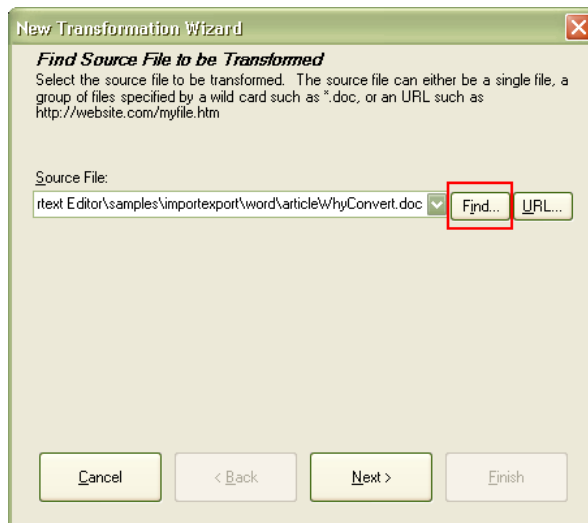 New Transformation Wizard
Find Source File to be Transformed
Select the source file to be transformed. The source file can either be a single file, a
group of files specified by a wild card such as *.doc, or an URL such as
http://website.com/myfile.htm
Source File:
rtext Editor\samples\importexport\word\articleWhyConvert.doc Find... URL...
Cancel < Back Next > Finish